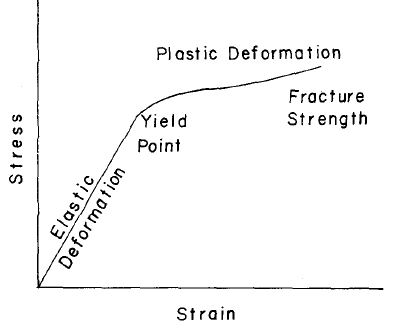 Plastic Deformation
Fracture
Strength
Yield
Point
Elastic
Deformation
Stress
Strain